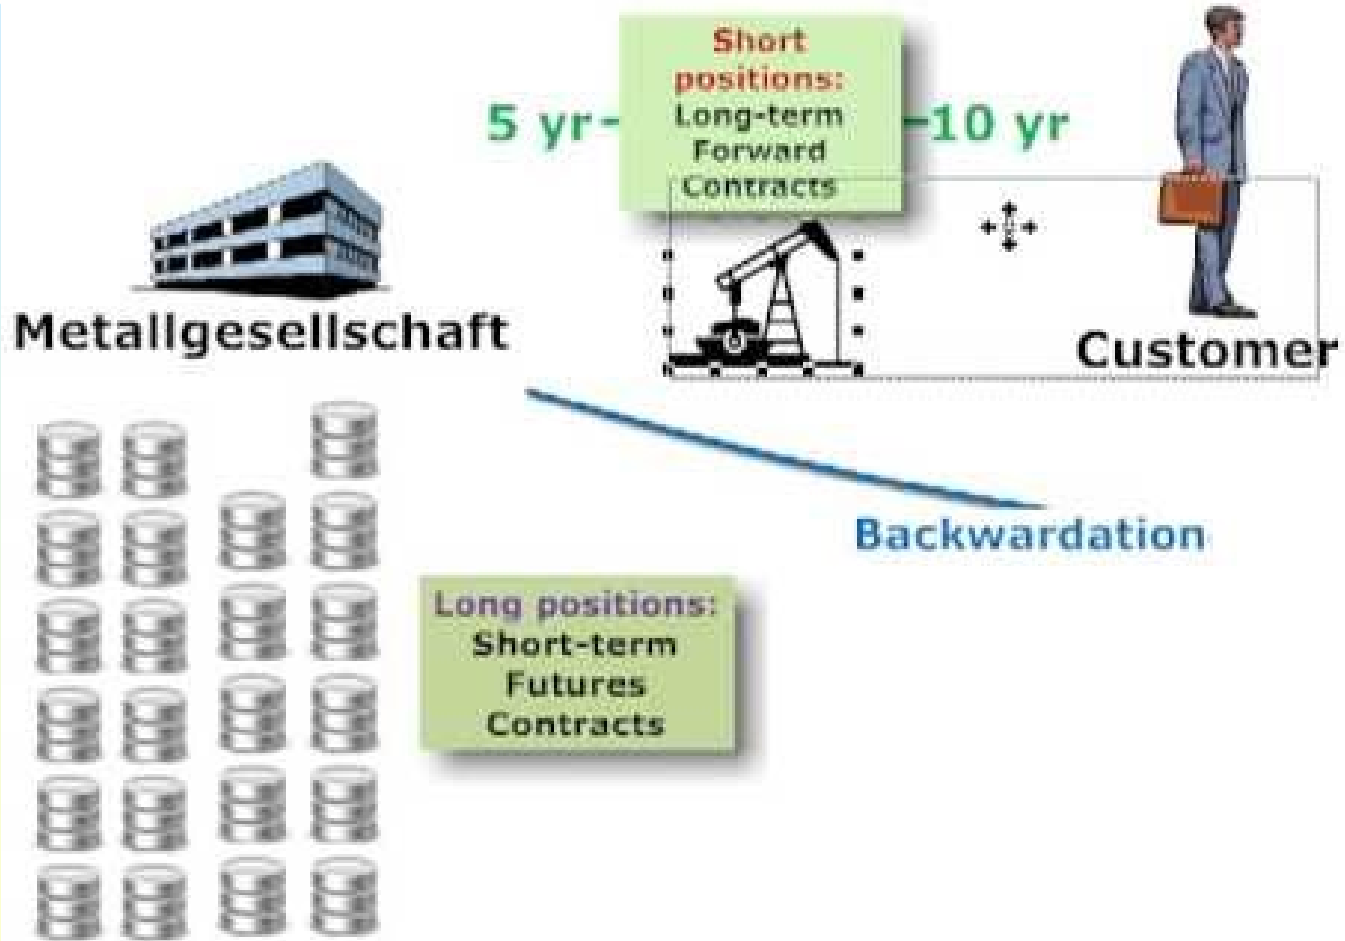 Short
positions:
Long-term
Forward
Contracts
5 yr
10 yr
Metallgesellschaft
Customer
Backwardation
Long positions:
Short-term
Futures
Contracts